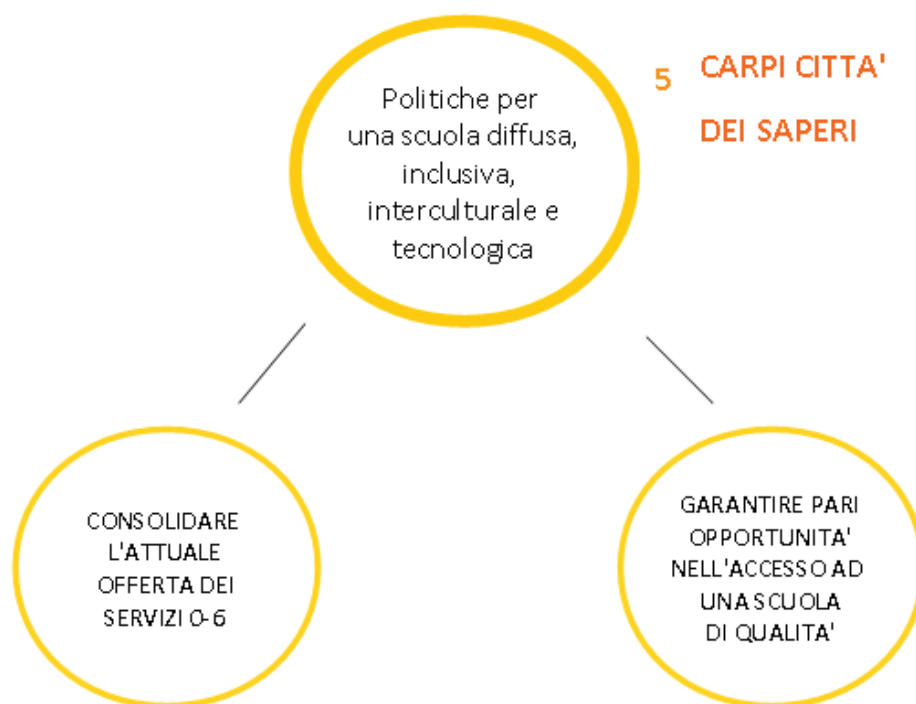 5 CARPI CITTA'
DEI SAPERI
Politiche per
una scuola diffusa,
inclusiva,
interculturale e
tecnologica
CONSOLIDARE
L'ATTUALE
OFFERTA DEI
SERVIZI 0-6
GARANTIRE PARI
OPPORTUNITA'
NELL'ACCESSO AD
UNA SCUOLA
DI QUALITA'